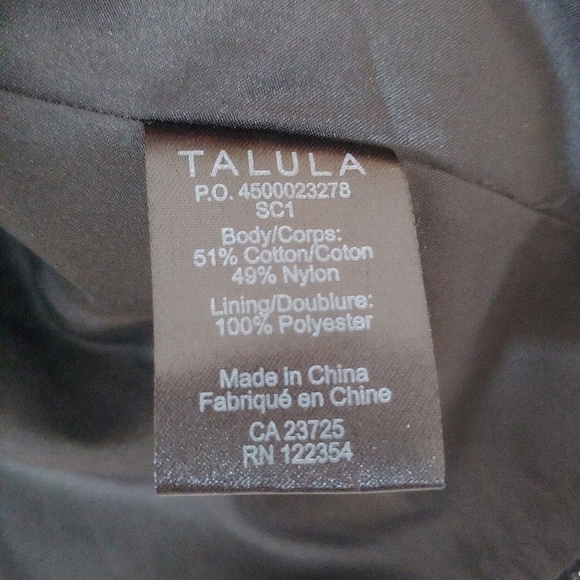 TALULA
P.O. 4500023278
SC1
Body/Corps:
51% Cotton/Coton
49% Nylon
Lining/Doublure:
100% Polyester
Made in China
Fabriqué en Chine
CA 23725
RN 122354